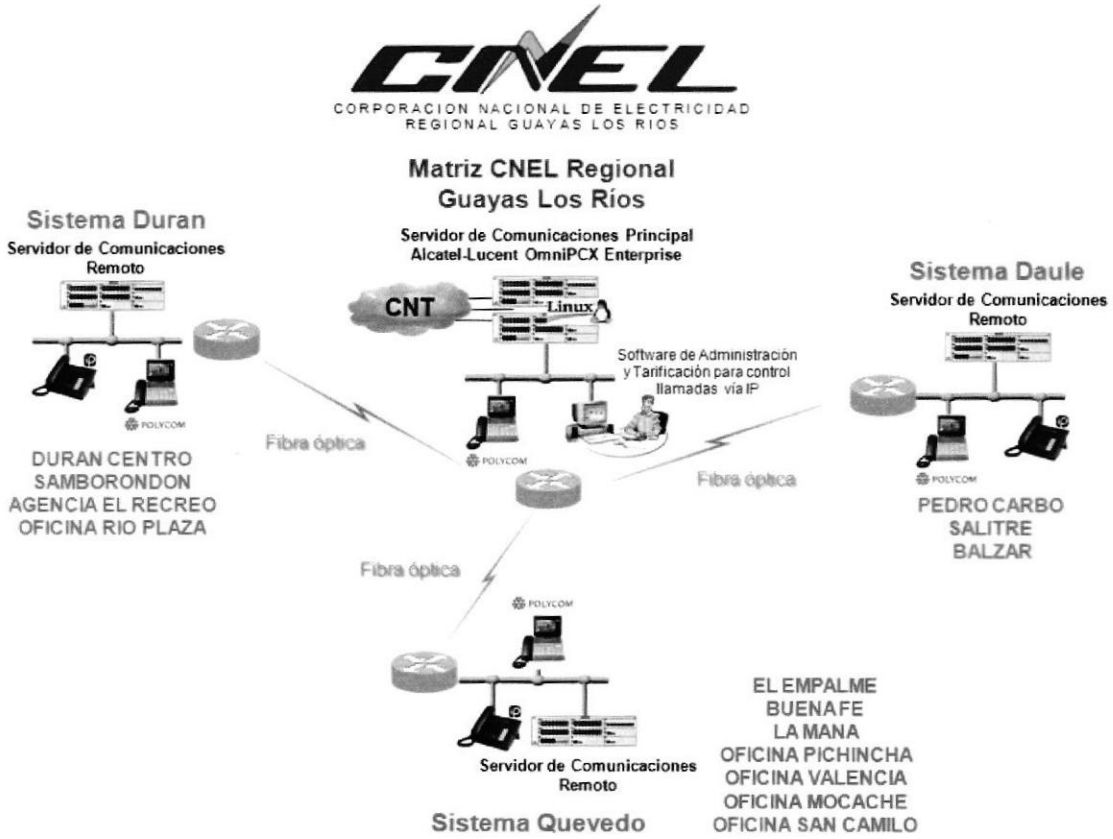 CNEL
CORPORACION NACIONAL DE ELECTRICIDAD
REGIONAL GUAYAS LOS RIOS
Matriz CNEL Regional
Guayas Los Ríos
Servidor de Comunicaciones Principal
Alcatel-Lucent OmniPCX Enterprise
CNT
Linux
Software de Administración
y Tarificación para control
llamadas vía IP
POLYCOM
Sistema Duran
Servidor de Comunicaciones
Remoto
POLYCOM
Fibra óptica
DURAN CENTRO
SAMBORONDON
AGENCIA EL RECREO
OFICINA RIO PLAZA
Sistema Daule
Servidor de Comunicaciones
Remoto
POLYCOM
Fibra óptica
PEDRO CARBO
SALITRE
BALZAR
Fibra óptica
POLYCOM
Servidor de Comunicaciones
Remoto
Sistema Quevedo
EL EMPALME
BUENA FE
LA MANA
OFICINA PICHINCHA
OFICINA VALENCIA
OFICINA MOCACHE
OFICINA SAN CAMILO